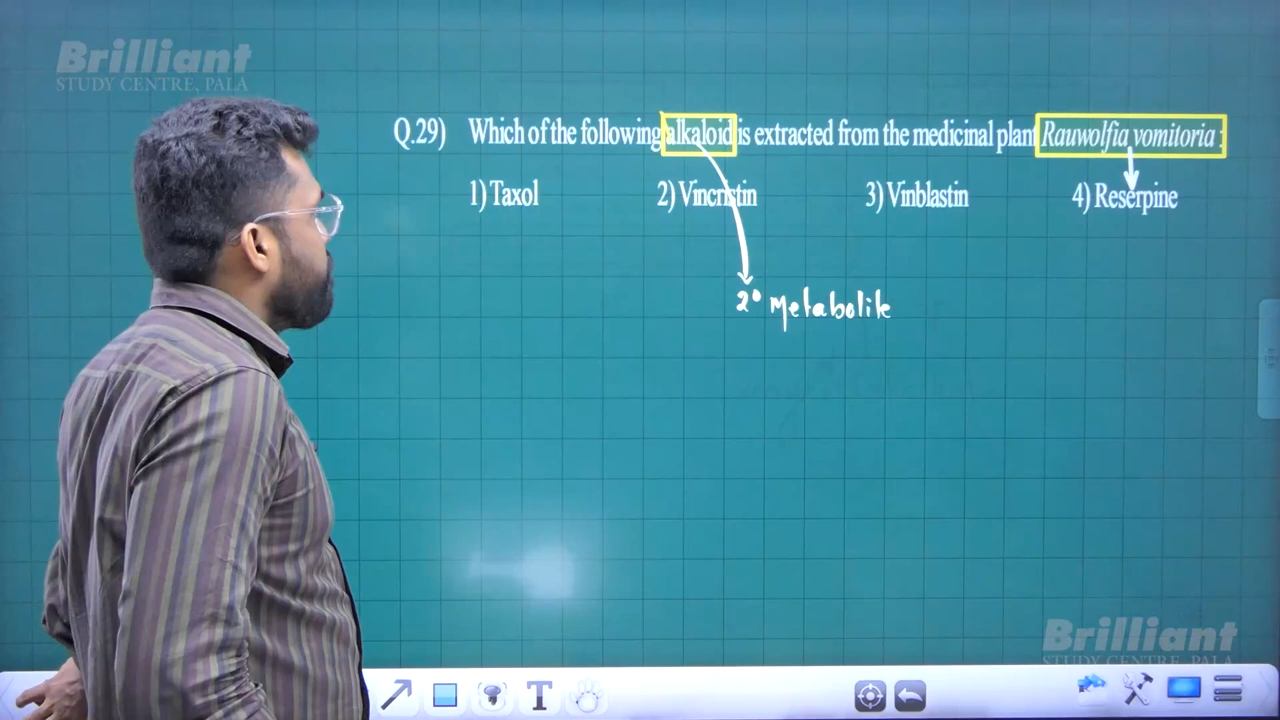 Brilliant
STUDY CENTRE, PALA
Q.29) Which of the following alkaloid is extracted from the medicinal plant Rauwolfia vomitoria :
1) Taxol 2) Vincristin 3) Vinblastin 4) Reserpine
2° Metabolite
Brilliant
STUDY CENTRE, PALA
T